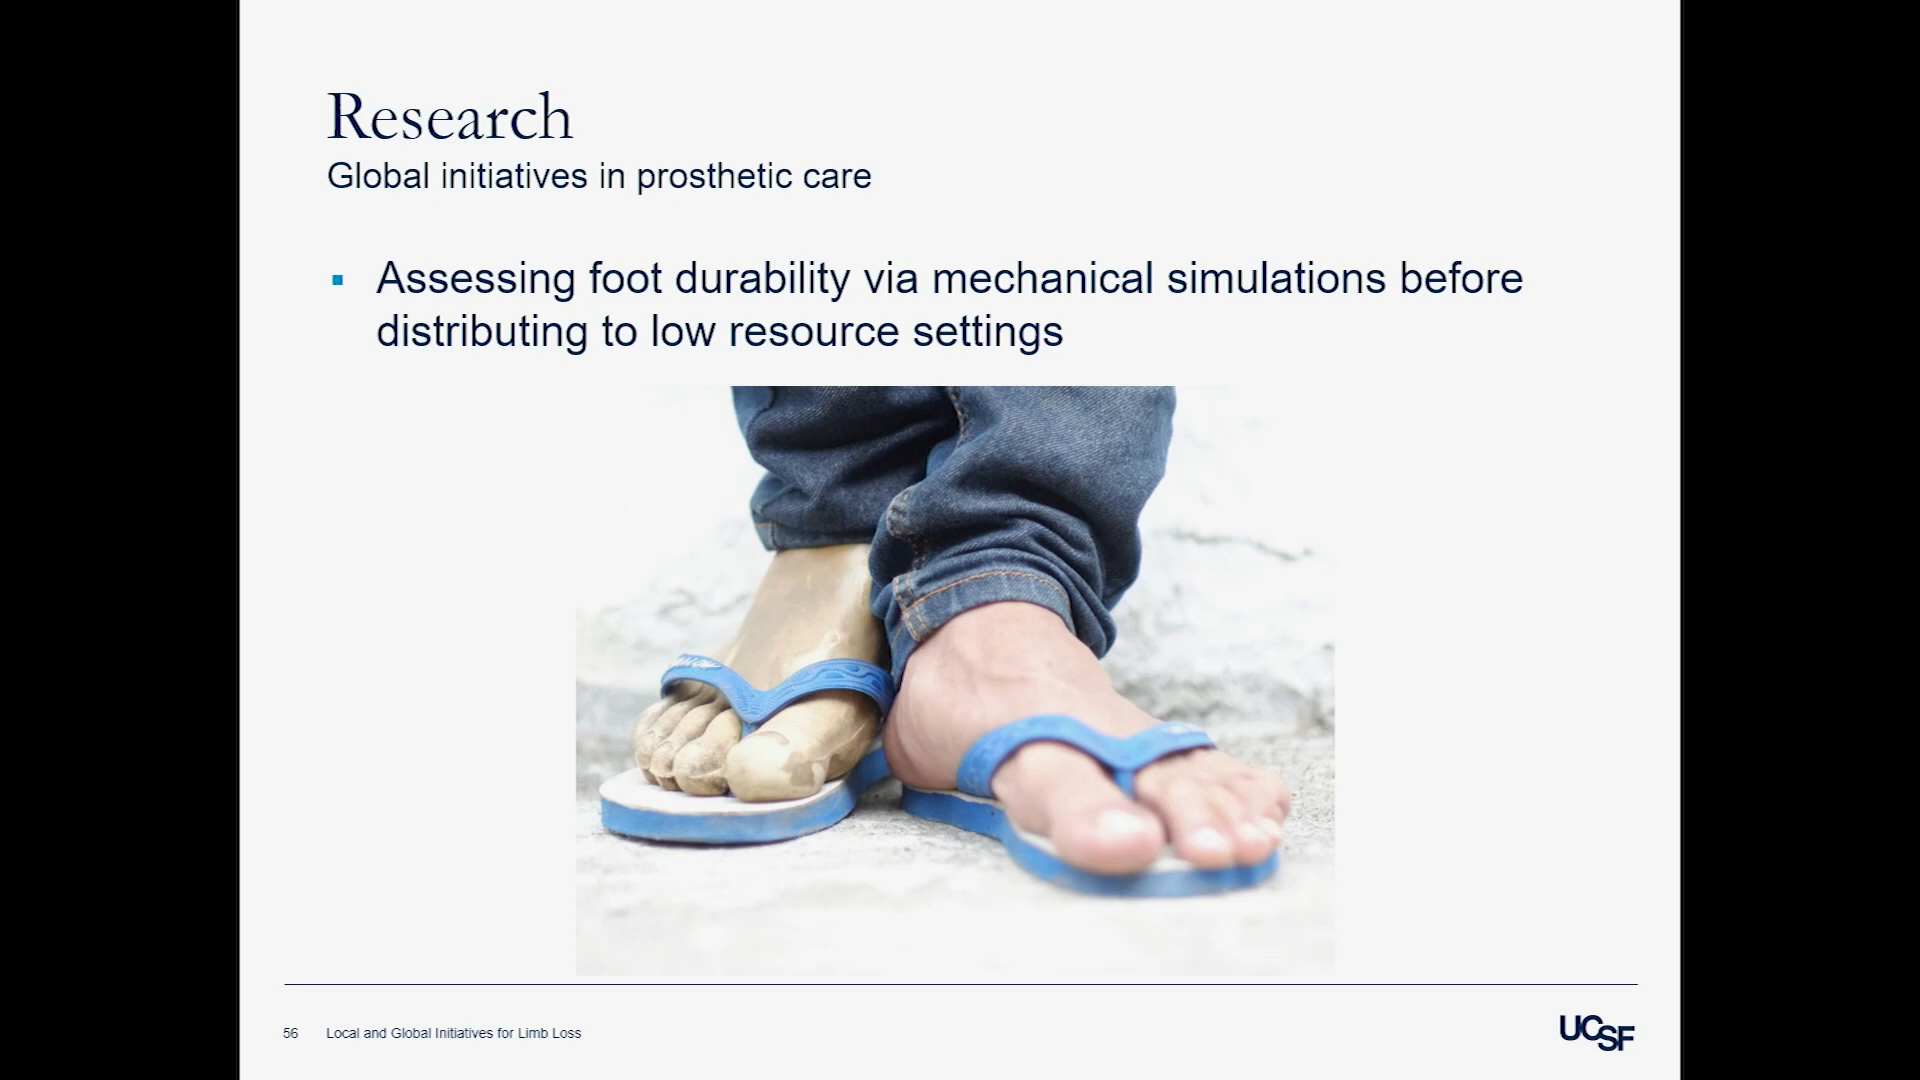 Research
Global initiatives in prosthetic care
Assessing foot durability via mechanical simulations before
distributing to low resource settings
56 Local and Global Initiatives for Limb Loss
UCSF